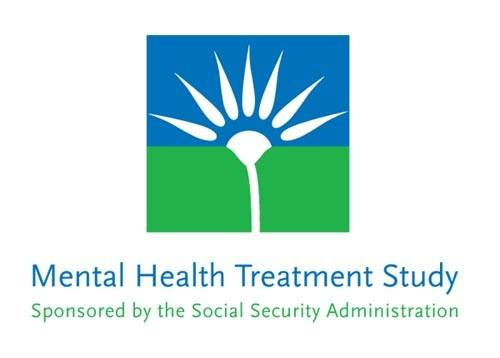 Mental Health Treatment Study
Sponsored by the Social Security Administration